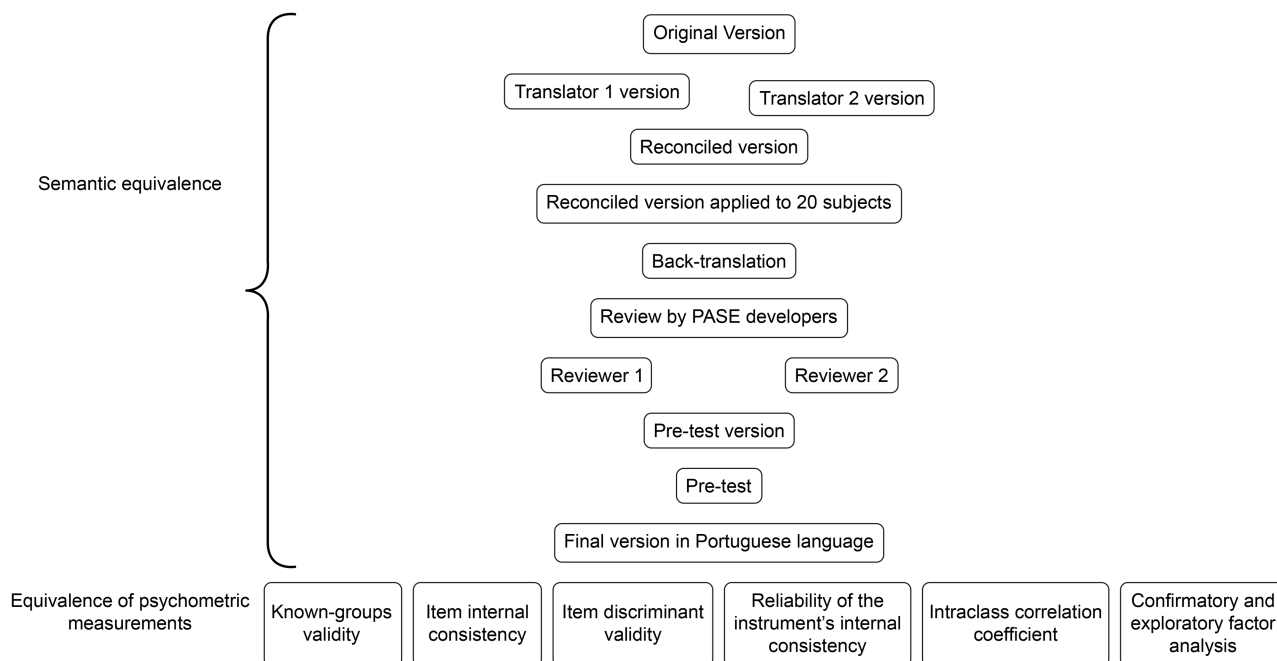 Original Version
Translator 1 version
Translator 2 version
Reconciled version
Semantic equivalence
Reconciled version applied to 20 subjects
Back-translation
Review by PASE developers
Reviewer 1
Reviewer 2
Pre-test version
Pre-test
Final version in Portuguese language
Equivalence of psychometric
measurements
Known-groups
validity
Item internal
consistency
Item discriminant
validity
Reliability of the
instrument's internal
consistency
Intraclass correlation
coefficient
Confirmatory and
exploratory factor
analysis